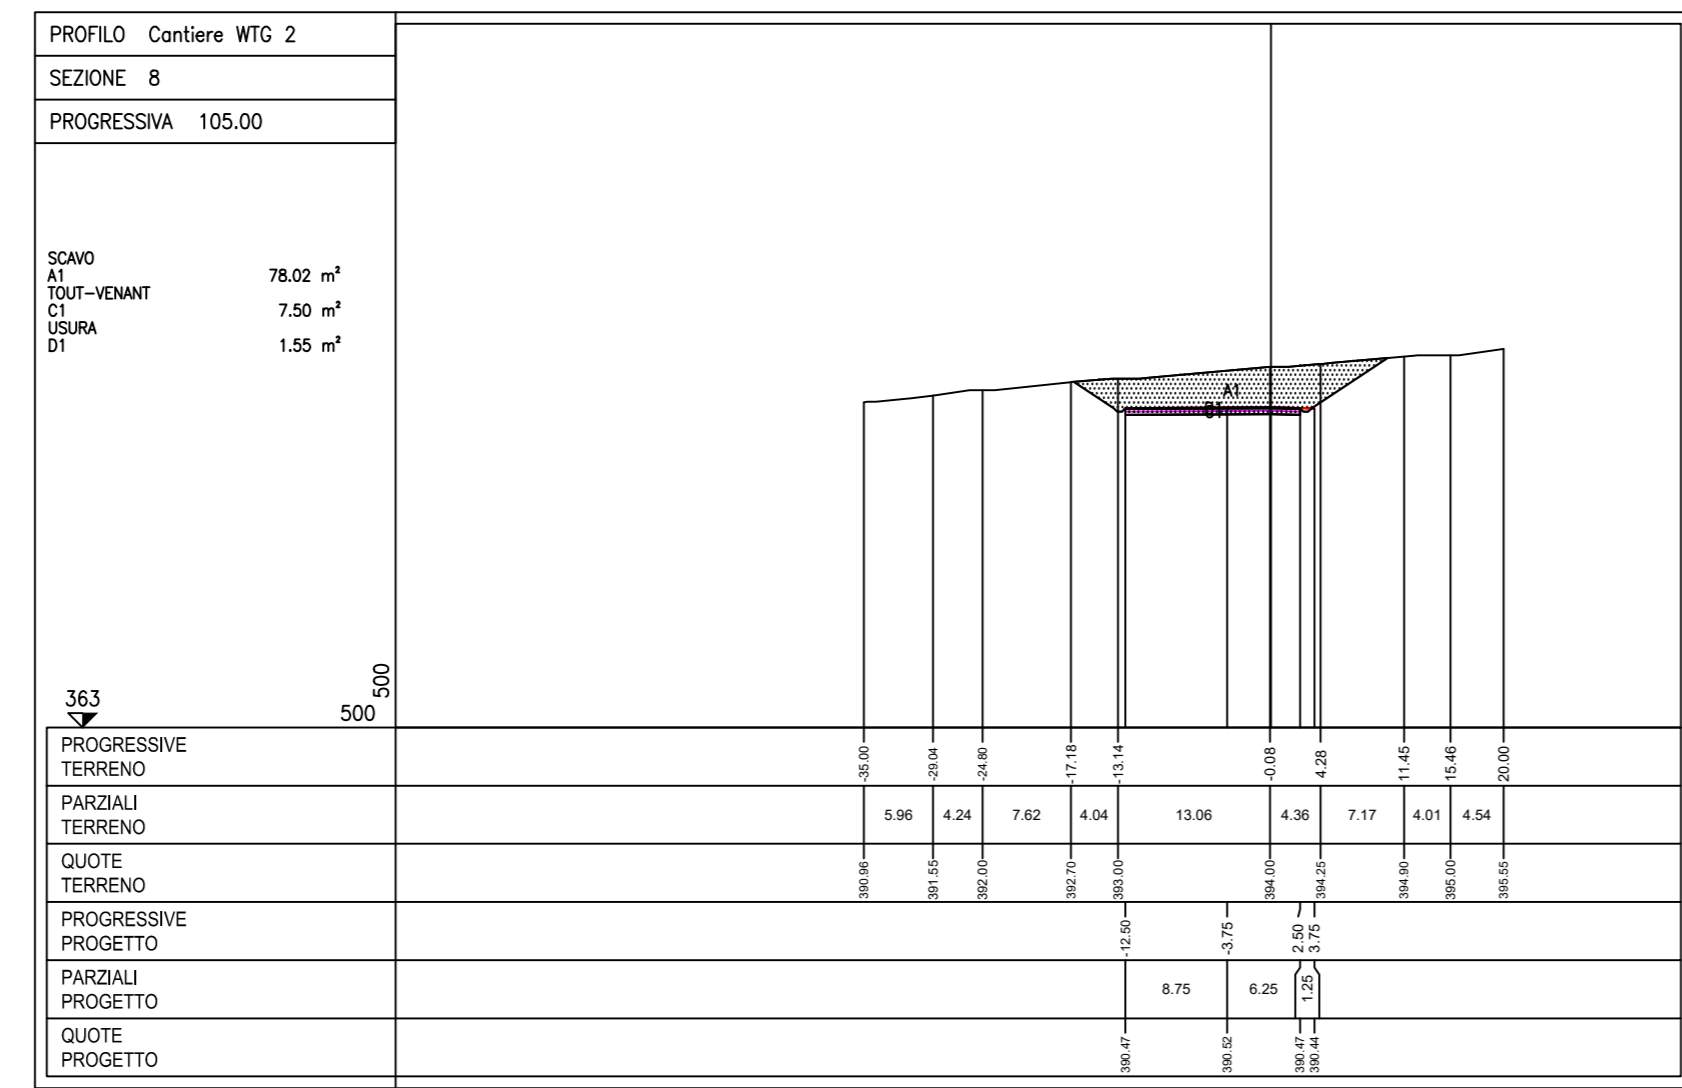 PROFILO Cantiere WTG 2
SEZIONE 8
PROGRESSIVA 105.00
SCAVO
A1 78.02 m²
TOUT-VENANT
C1 7.50 m²
USURA
D1 1.55 m²
A1
363
500
500
PROGRESSIVE
TERRENO
-35.00 -29.04 -24.80 -17.18 -13.14 -0.08 4.28 11.45 15.46 20.00
PARZIALI
TERRENO
5.96 4.24 7.62 4.04 13.06 4.36 7.17 4.01 4.54
QUOTE
TERRENO
390.96 391.55 392.00 392.70 393.00 394.00 394.25 394.90 395.00 395.55
PROGRESSIVE
PROGETTO
-12.50 -3.75 2.50 3.75
PARZIALI
PROGETTO
8.75 6.25 1.25
QUOTE
PROGETTO
390.47 390.52 390.47 390.44